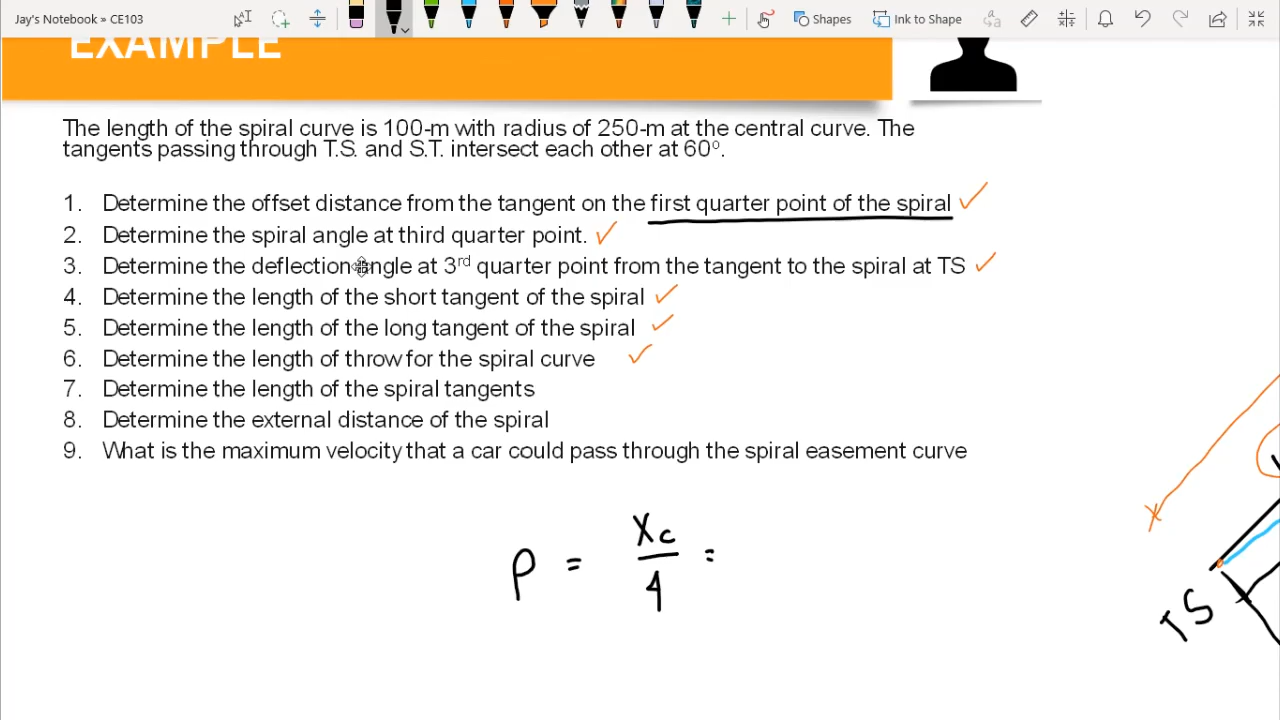 Jay's Notebook » CE103
Shapes
Ink to Shape
EXAMPLE
The length of the spiral curve is 100-m with radius of 250-m at the central curve. The
tangents passing through T.S. and S.T. intersect each other at 60º.
1. Determine the offset distance from the tangent on the first quarter point of the spiral
2. Determine the spiral angle at third quarter point.
3. Determine the deflection angle at 3rd quarter point from the tangent to the spiral at TS
4. Determine the length of the short tangent of the spiral
5. Determine the length of the long tangent of the spiral
6. Determine the length of throw for the spiral curve
7. Determine the length of the spiral tangents
8. Determine the external distance of the spiral
9. What is the maximum velocity that a car could pass through the spiral easement curve
P = Xc/4 =
TS